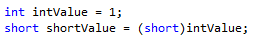 int intValue = 1;
short shortValue = (short)intValue;